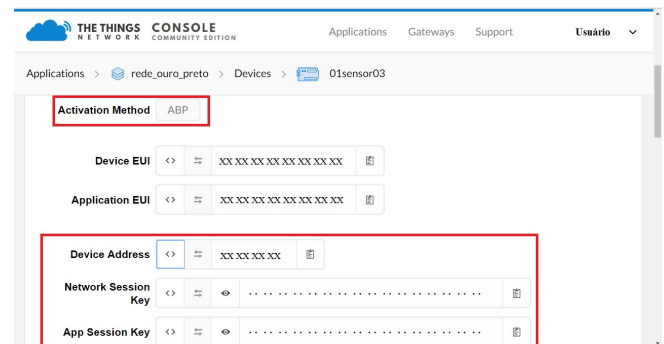 THE THINGS CONSOLE
NETWORK COMMUNITY EDITION
Applications Gateways Support Usuário
Applications > rede_ouro_preto > Devices > 01sensor03
Activation Method ABP
Device EUI <> xx xx xx xx xx xx xx xx
Application EUI <> xx xx xx xx xx xx xx xx
Device Address <> xx xx xx xx
Network Session
Key <>
App Session Key <>